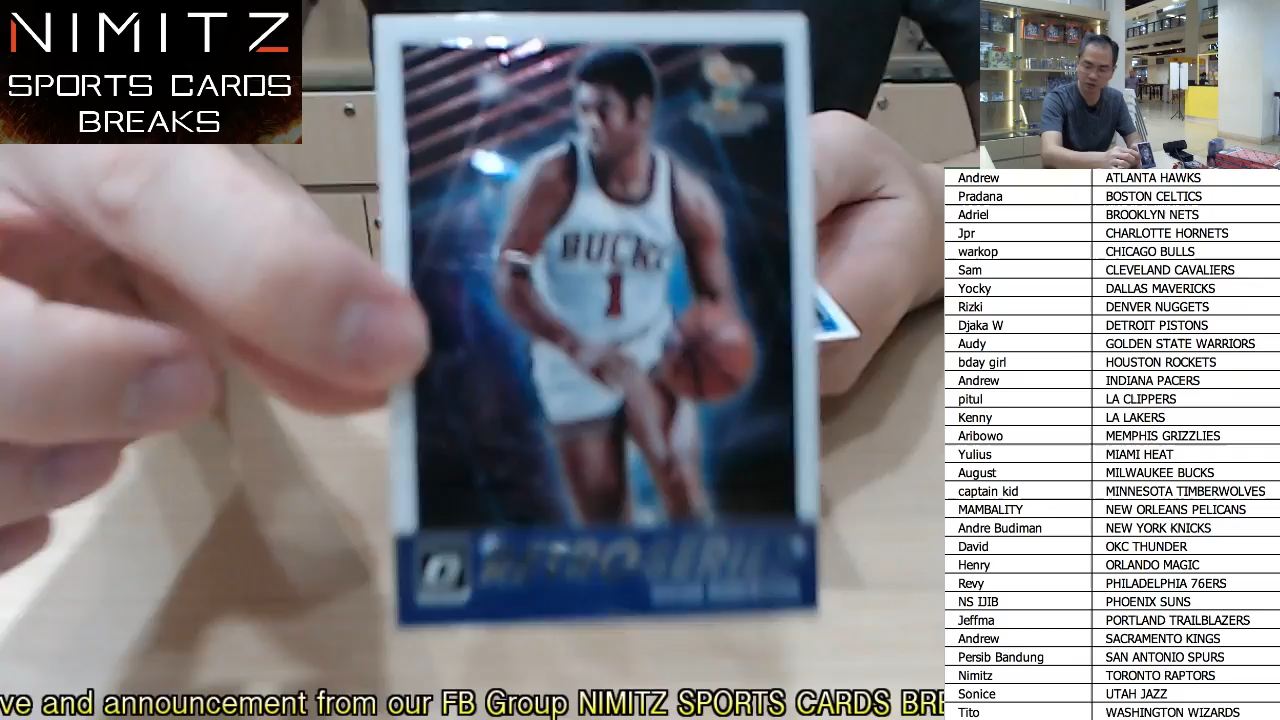 NIMITZ
SPORTS CARDS
BREAKS
BUCKS
1
RETRO SERIES
Andrew ATLANTA HAWKS
Pradana BOSTON CELTICS
Adriel BROOKLYN NETS
Jpr CHARLOTTE HORNETS
warkop CHICAGO BULLS
Sam CLEVELAND CAVALIERS
Yocky DALLAS MAVERICKS
Rizki DENVER NUGGETS
Djaka W DETROIT PISTONS
Audy GOLDEN STATE WARRIORS
bday girl HOUSTON ROCKETS
Andrew INDIANA PACERS
pitul LA CLIPPERS
Kenny LA LAKERS
Aribowo MEMPHIS GRIZZLIES
Yulius MIAMI HEAT
August MILWAUKEE BUCKS
captain kid MINNESOTA TIMBERWOLVES
MAMBALITY NEW ORLEANS PELICANS
Andre Budiman NEW YORK KNICKS
David OKC THUNDER
Henry ORLANDO MAGIC
Revy PHILADELPHIA 76ERS
NS IJIB PHOENIX SUNS
Jeffma PORTLAND TRAILBLAZERS
Andrew SACRAMENTO KINGS
Persib Bandung SAN ANTONIO SPURS
Nimitz TORONTO RAPTORS
Sonice UTAH JAZZ
Tito WASHINGTON WIZARDS
ve and announcement from our FB Group NIMITZ SPORTS CARDS BRE